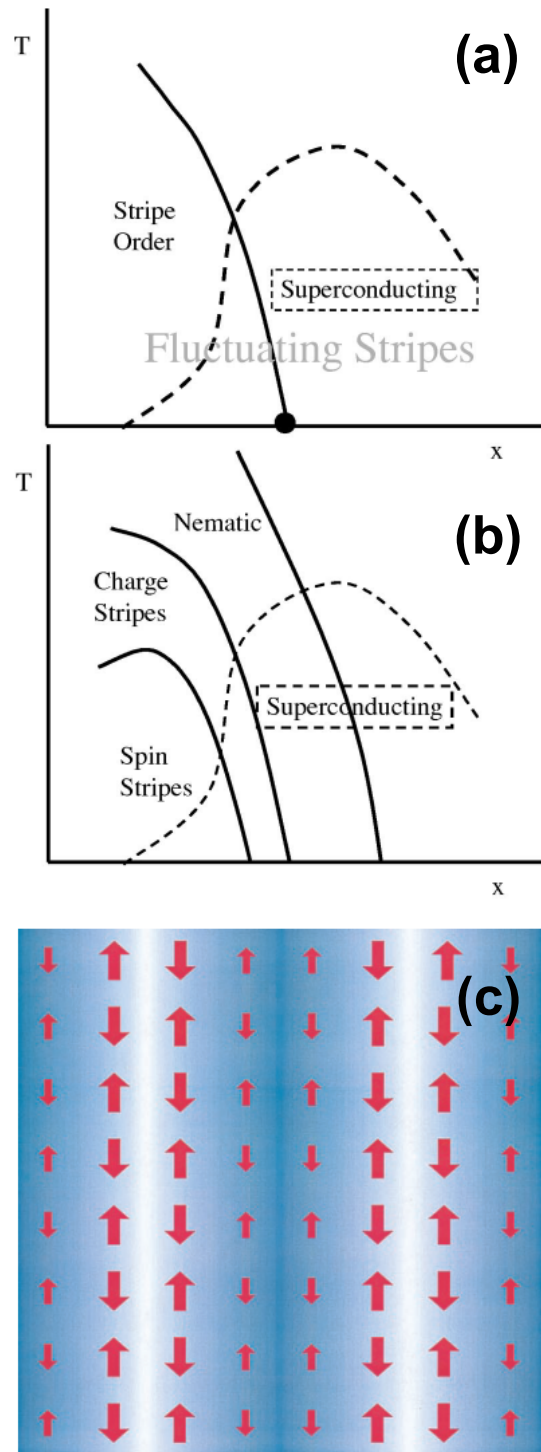 T
(a)
Stripe
Order
Superconducting
Fluctuating Stripes
x
T
Nematic
(b)
Charge
Stripes
Superconducting
Spin
Stripes
x
(c)